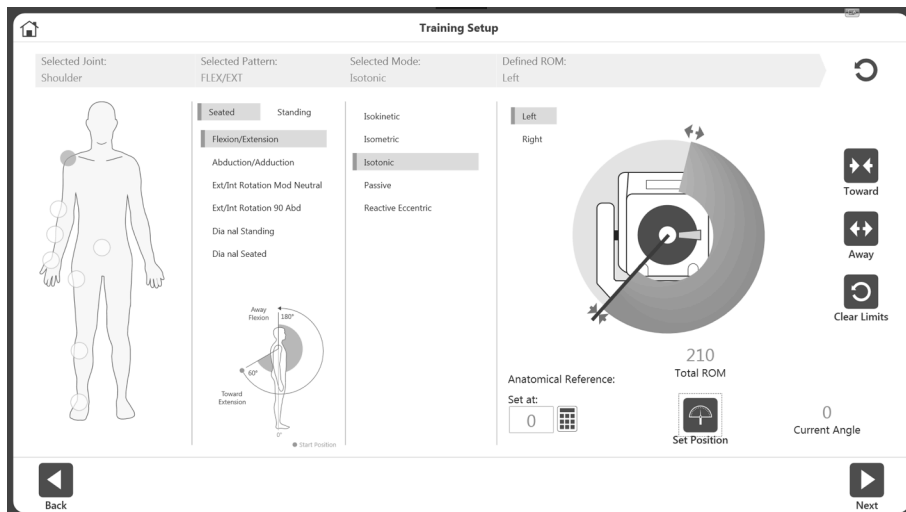 Training Setup
Selected Joint:
Shoulder
Selected Pattern:
FLEX/EXT
Selected Mode:
Isotonic
Defined ROM:
Left
Seated
Standing
Flexion/Extension
Abduction/Adduction
Ext/Int Rotation Mod Neutral
Ext/Int Rotation 90 Abd
Dia nal Standing
Dia nal Seated
Away
Flexion
180°
60°
Toward
Extension
0°
Start Position
Isokinetic
Isometric
Isotonic
Passive
Reactive Eccentric
Left
Right
Toward
Away
Clear Limits
210
Total ROM
Anatomical Reference:
Set at:
0
Set Position
0
Current Angle
Back
Next